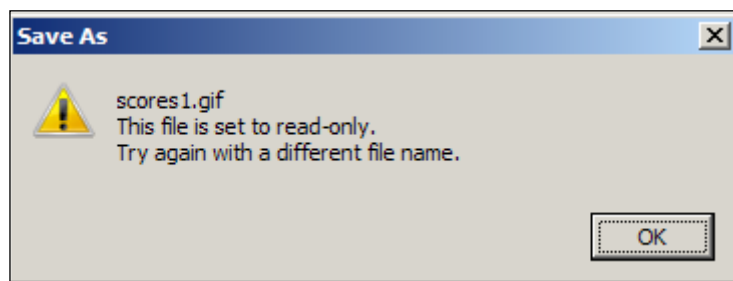 Save As
scores1.gif
This file is set to read-only.
Try again with a different file name.
OK